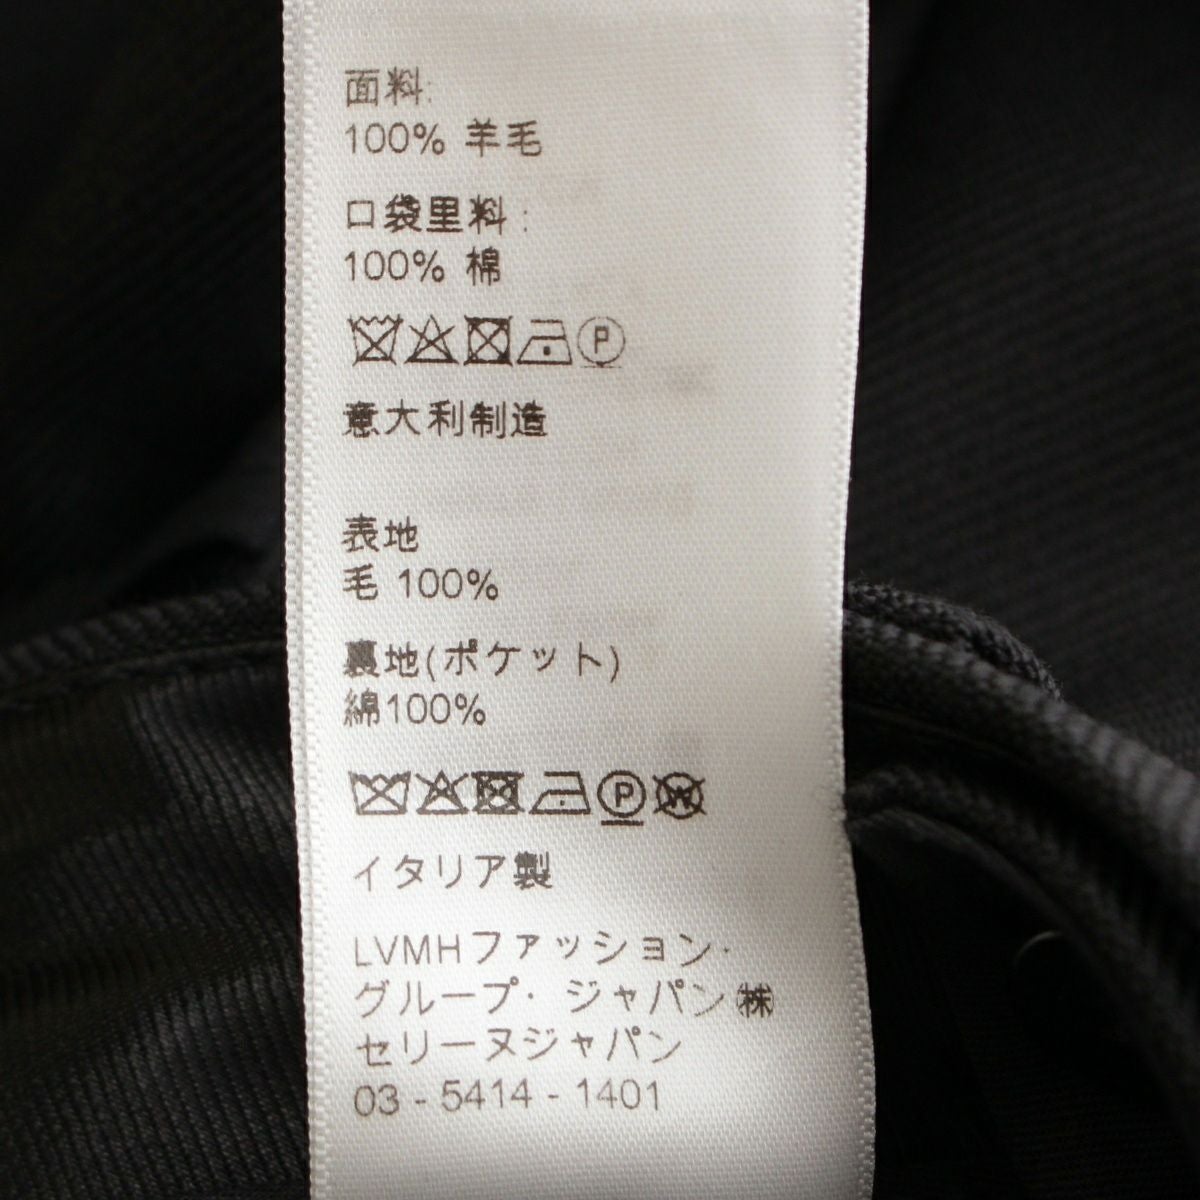 面料:
100% 羊毛
口袋里料:
100% 棉
P
意大利制造
表地
毛 100%
裏地(ポケット)
綿100%
P W
イタリア製
LVMHファッション・
グループ・ジャパン㈱
セリーヌジャパン
03 - 5414 - 1401